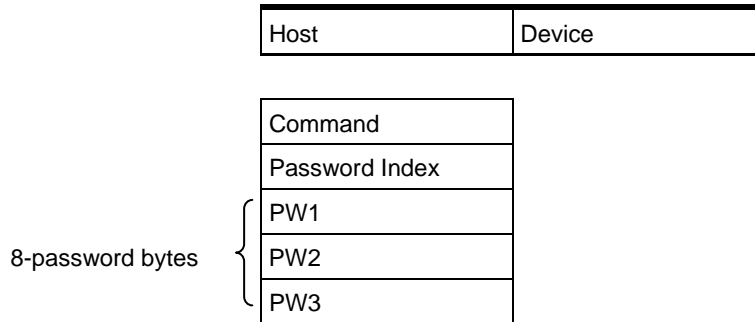 Host Device
Command
Password Index
PW1
8-password bytes PW2
PW3